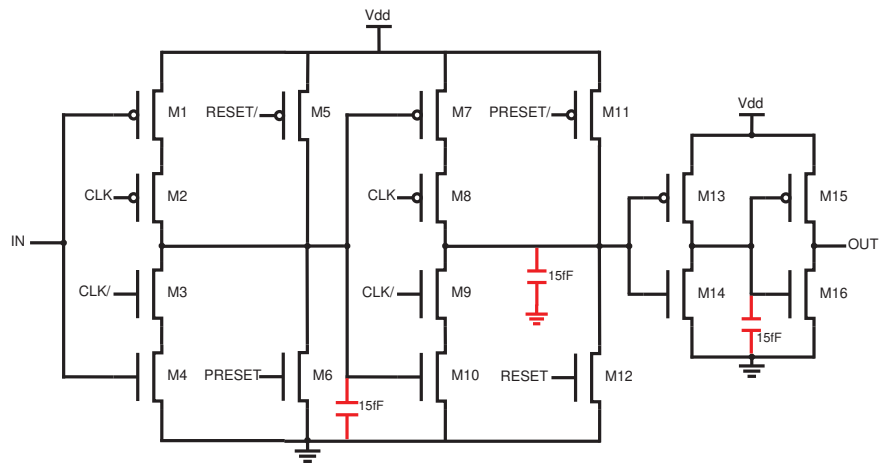 Vdd
M1
RESET/
M5
M7
PRESET/
M11
Vdd
CLK
M2
CLK
M8
M13
M15
IN
OUT
15fF
CLK/
M3
CLK/
M9
M14
M16
15fF
M4
PRESET
M6
M10
RESET
M12
15fF